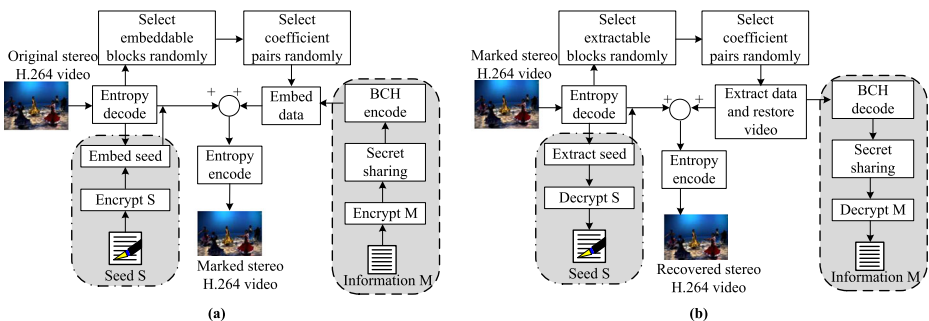 Select
embeddable
blocks randomly
Select
coefficient
pairs randomly
Original stereo
H.264 video
Entropy
decode
+
+
Embed
data
BCH
encode
Embed seed
Entropy
encode
Secret
sharing
Encrypt S
Encrypt M
Seed S
Marked stereo
H.264 video
Information M
(a)
Select
extractable
blocks randomly
Select
coefficient
pairs randomly
Marked stereo
H.264 video
Entropy
decode
+
+
Extract data
and restore
video
BCH
decode
Extract seed
Entropy
encode
Secret
sharing
Decrypt S
Decrypt M
Seed S
Recovered stereo
H.264 video
Information M
(b)